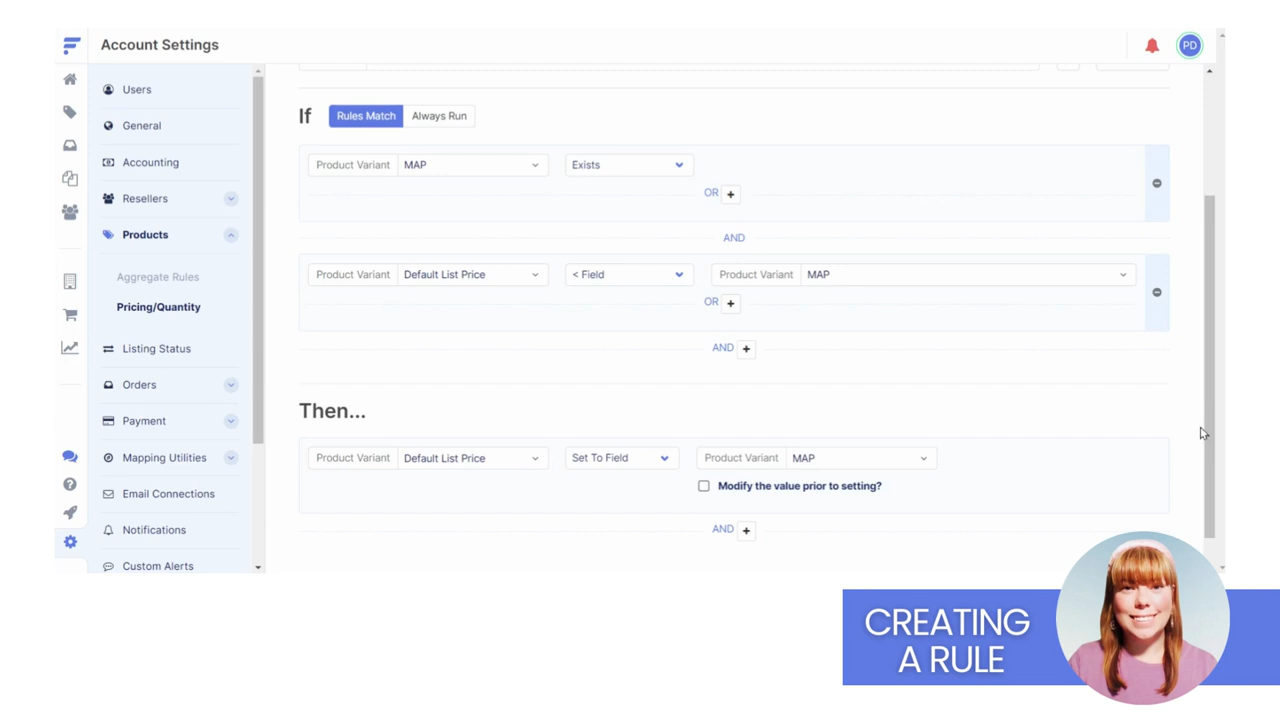 Account Settings
PD
Users
General
Accounting
Resellers
Products
Aggregate Rules
Pricing/Quantity
Listing Status
Orders
Payment
Mapping Utilities
Email Connections
Notifications
Custom Alerts
If Rules Match Always Run
Product Variant MAP Exists
OR +
AND
Product Variant Default List Price < Field Product Variant MAP
OR +
AND +
Then...
Product Variant Default List Price Set To Field Product Variant MAP
Modify the value prior to setting?
AND +
CREATING
A RULE